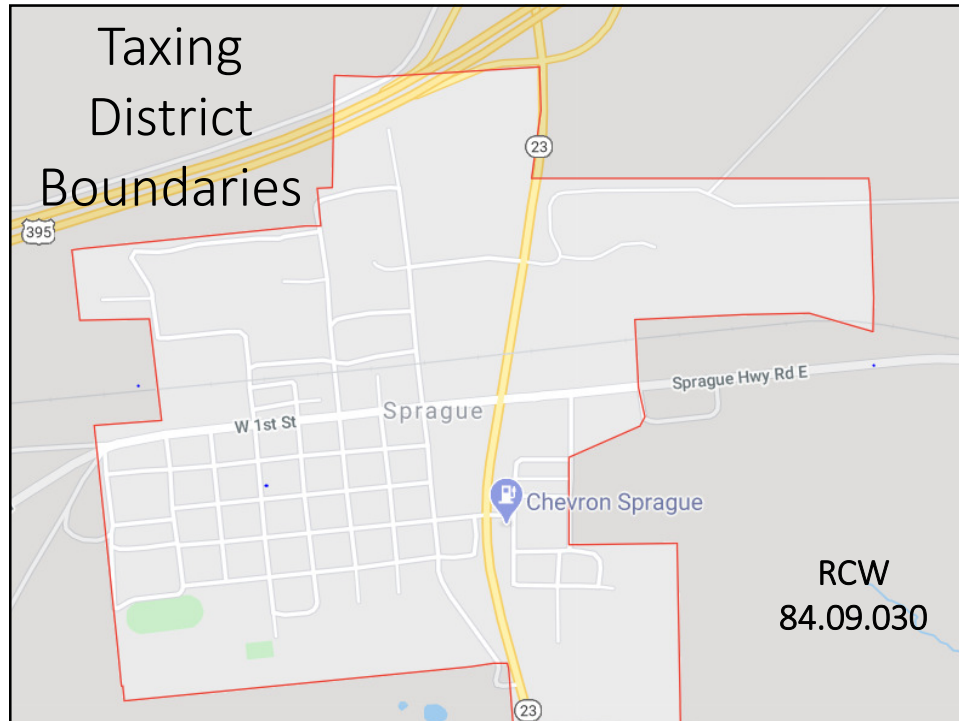 Taxing
District
Boundaries
23
395
Sprague Hwy Rd E
Sprague
W 1st St
Chevron Sprague
RCW
84.09.030
23